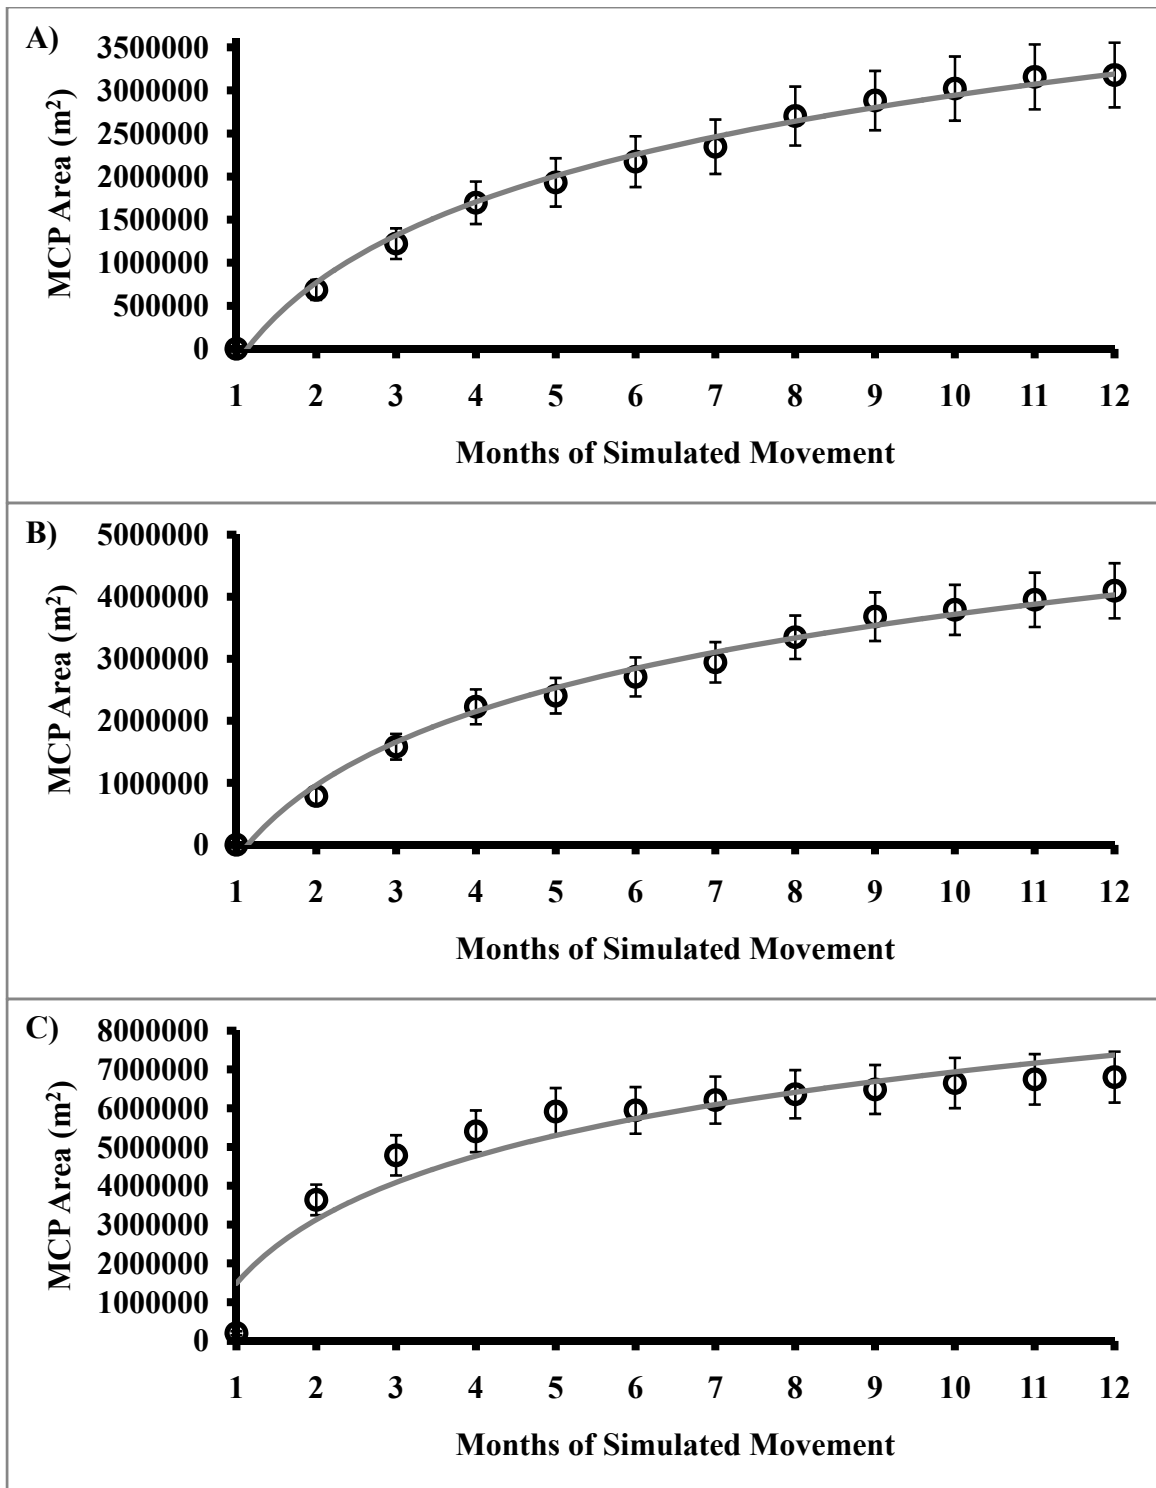 A)
3500000
3000000
2500000
2000000
1500000
1000000
500000
0
MCP Area (m²)
1 2 3 4 5 6 7 8 9 10 11 12
Months of Simulated Movement
B)
5000000
4000000
3000000
2000000
1000000
0
MCP Area (m²)
1 2 3 4 5 6 7 8 9 10 11 12
Months of Simulated Movement
C)
8000000
7000000
6000000
5000000
4000000
3000000
2000000
1000000
0
MCP Area (m²)
1 2 3 4 5 6 7 8 9 10 11 12
Months of Simulated Movement